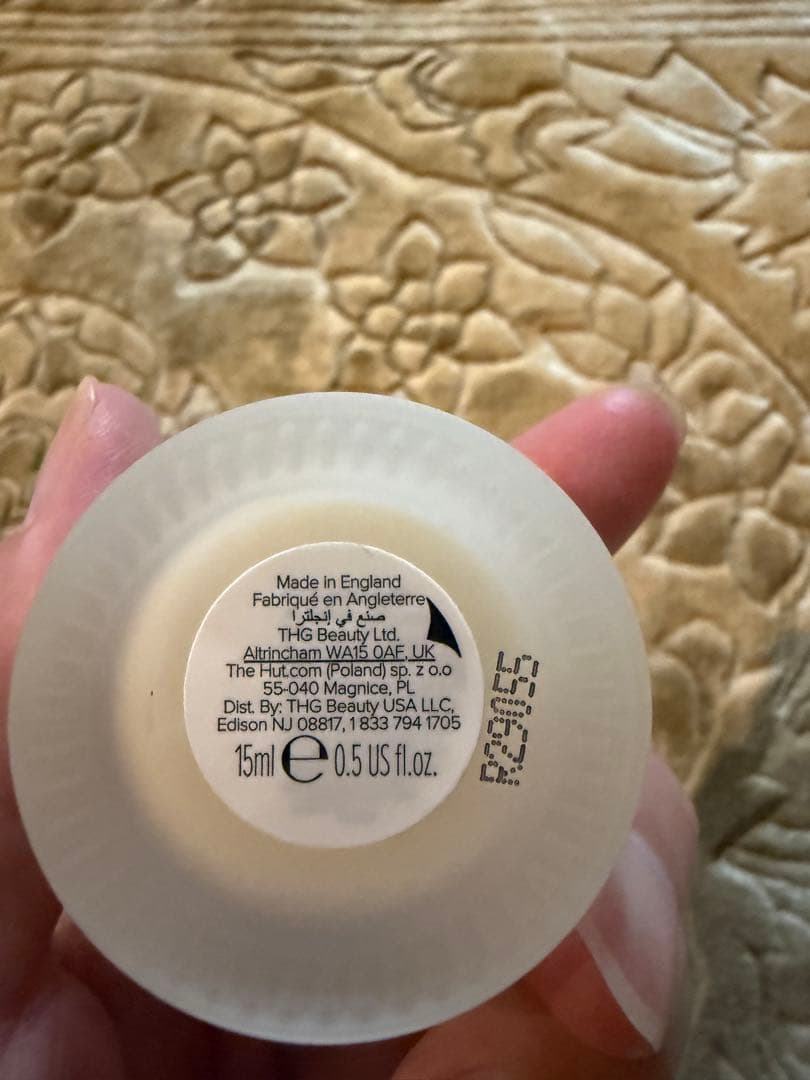 Made in England
Fabriqué en Angleterre
صنع في إنجلترا
THG Beauty Ltd.
Altrincham WA15 0AF, UK
The Hut.com (Poland) sp. z o.o
55-040 Magnice, PL
Dist. By: THG Beauty USA LLC,
Edison NJ 08817, 1 833 794 1705
15ml e 0.5 US fl.oz.
R29055